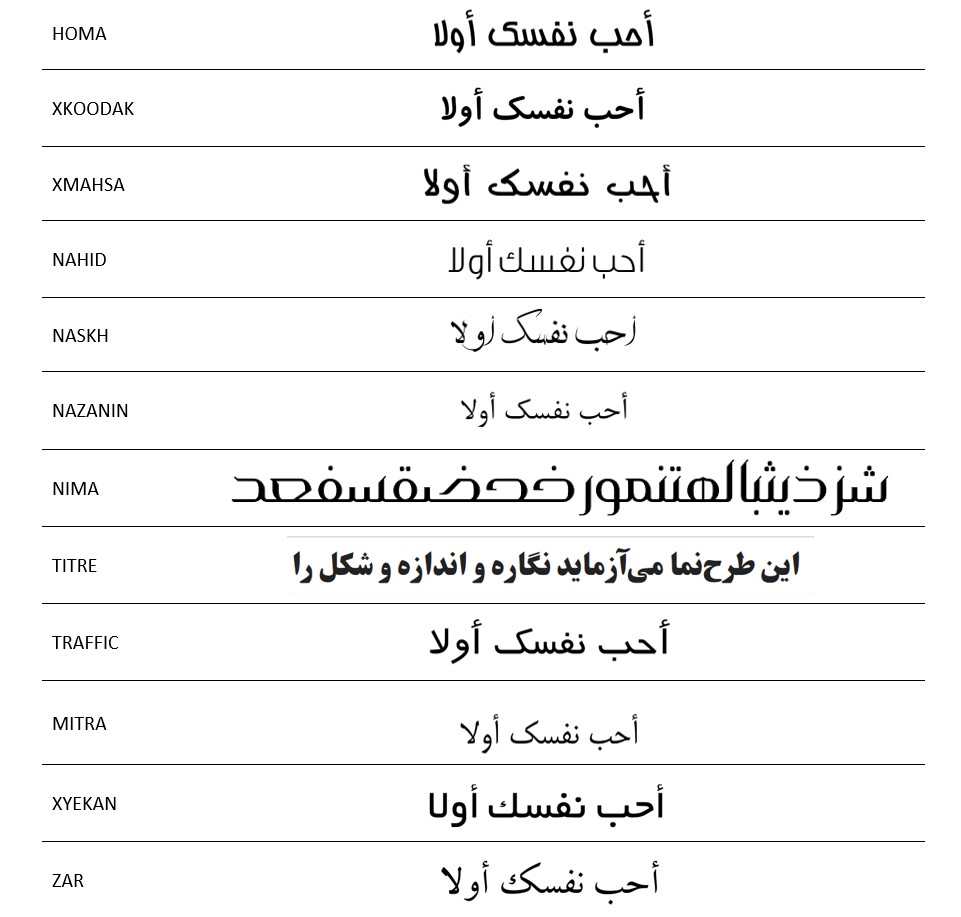 HOMA أحب نفسک أولا
XKOODAK أحب نفسک أولا
XMAHSA أحب نفسک أولا
NAHID أحب نفسك أولا
NASKH أحب نفسک أولا
NAZANIN أحب نفسک أولا
NIMA شزذيثبالهتنمورخحضيقسفصد
TITRE این طرح‌نما می‌آزماید نگاره و اندازه و شکل را
TRAFFIC أحب نفسک أولا
MITRA أحب نفسک أولا
XYEKAN أحب نفسك أولا
ZAR أحب نفسک أولا